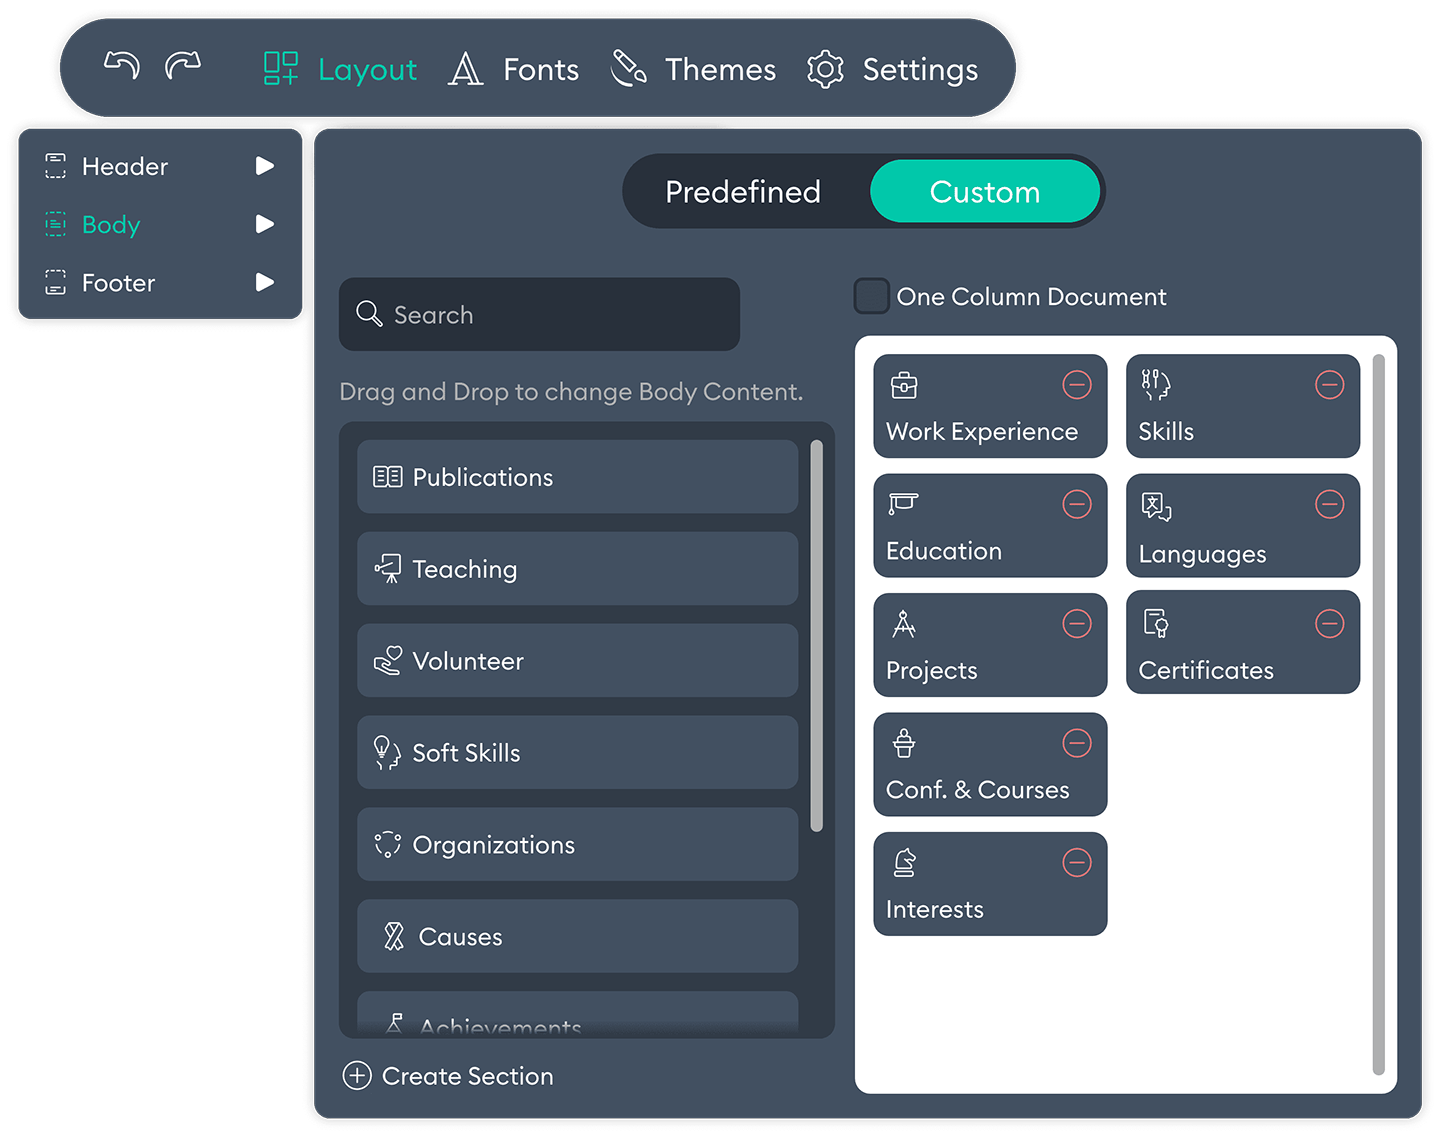 Layout
Fonts
Themes
Settings
Header
Body
Footer
Predefined
Custom
Search
Drag and Drop to change Body Content.
Publications
Teaching
Volunteer
Soft Skills
Organizations
Causes
Achievements
Create Section
One Column Document
Work Experience
Skills
Education
Languages
Projects
Certificates
Conf. & Courses
Interests